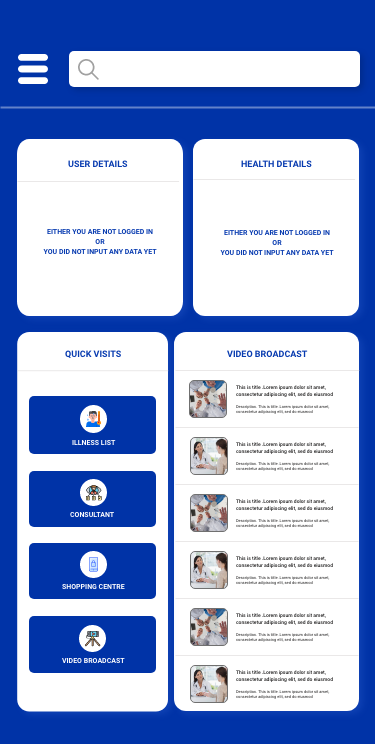 USER DETAILS
EITHER YOU ARE NOT LOGGED IN
OR
YOU DID NOT INPUT ANY DATA YET
HEALTH DETAILS
EITHER YOU ARE NOT LOGGED IN
OR
YOU DID NOT INPUT ANY DATA YET
QUICK VISITS
ILLNESS LIST
CONSULTANT
SHOPPING CENTRE
VIDEO BROADCAST
VIDEO BROADCAST
This is title .Lorem ipsum dolor sit amet,
consectetur adipiscing elit, sed do eiusmod
Description. This is title .Lorem ipsum dolor sit amet,
consectetur adipiscing elit, sed do eiusmod
This is title .Lorem ipsum dolor sit amet,
consectetur adipiscing elit, sed do eiusmod
Description. This is title .Lorem ipsum dolor sit amet,
consectetur adipiscing elit, sed do eiusmod
This is title .Lorem ipsum dolor sit amet,
consectetur adipiscing elit, sed do eiusmod
Description. This is title .Lorem ipsum dolor sit amet,
consectetur adipiscing elit, sed do eiusmod
This is title .Lorem ipsum dolor sit amet,
consectetur adipiscing elit, sed do eiusmod
Description. This is title .Lorem ipsum dolor sit amet,
consectetur adipiscing elit, sed do eiusmod
This is title .Lorem ipsum dolor sit amet,
consectetur adipiscing elit, sed do eiusmod
Description. This is title .Lorem ipsum dolor sit amet,
consectetur adipiscing elit, sed do eiusmod
This is title .Lorem ipsum dolor sit amet,
consectetur adipiscing elit, sed do eiusmod
Description. This is title .Lorem ipsum dolor sit amet,
consectetur adipiscing elit, sed do eiusmod